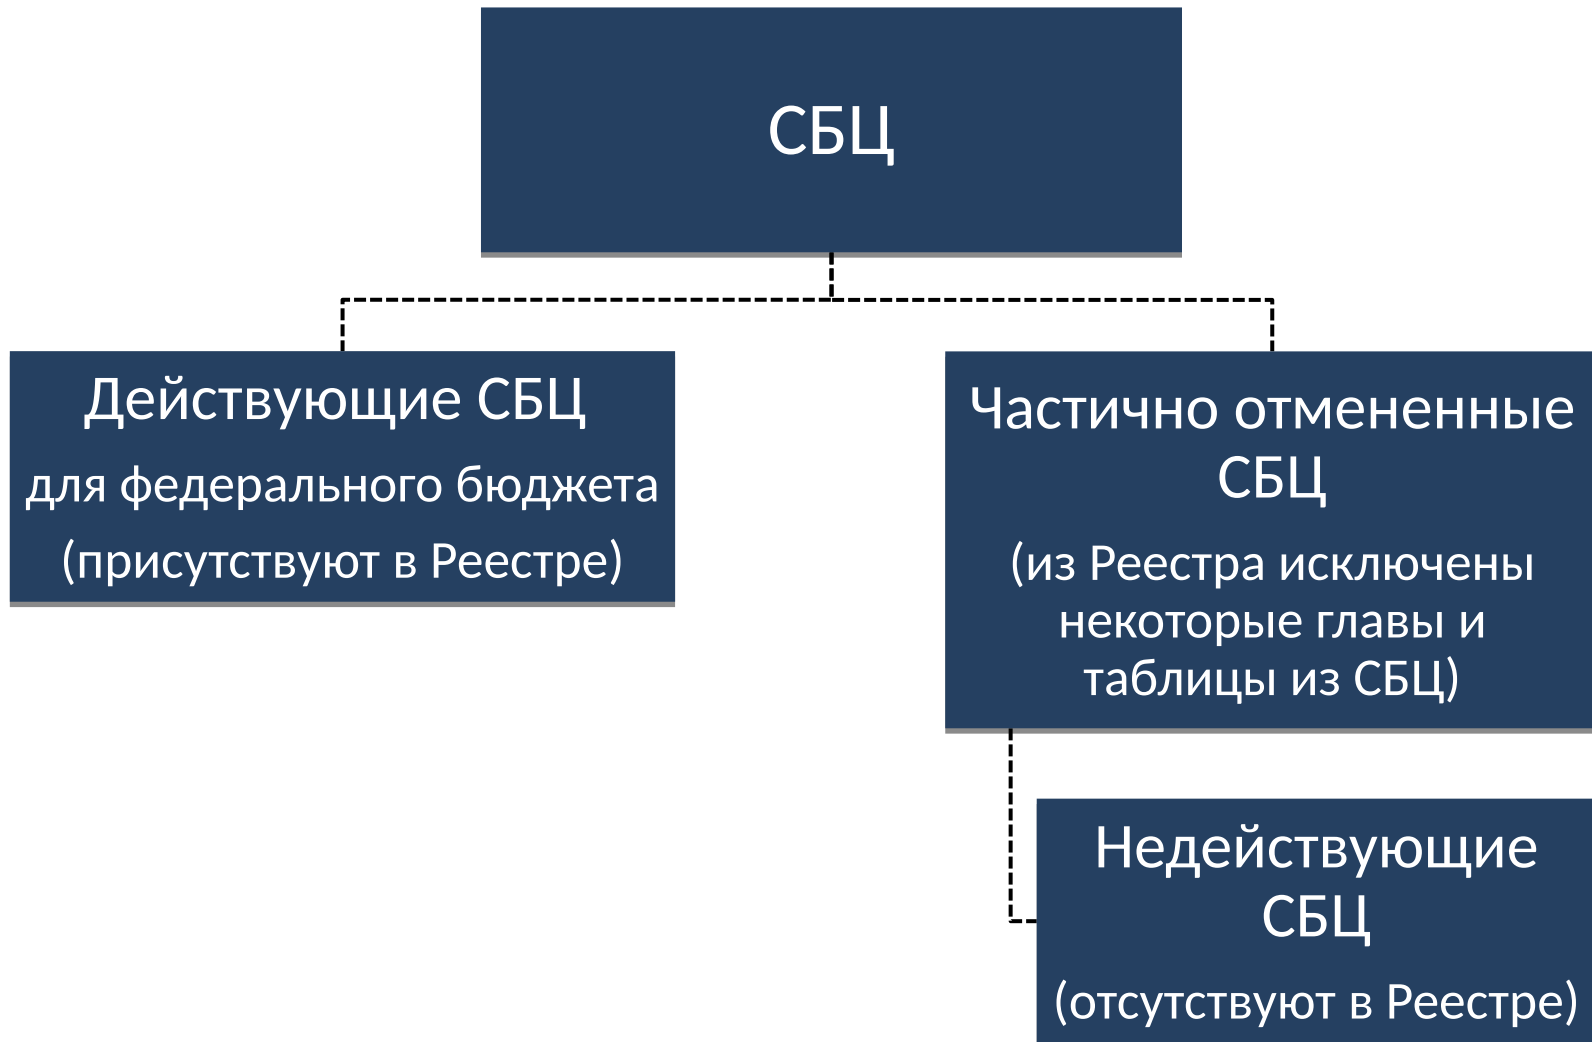 СБЦ
Действующие СБЦ
для федерального бюджета
(присутствуют в Реестре)
Частично отмененные
СБЦ
(из Реестра исключены
некоторые главы и
таблицы из СБЦ)
Недействующие
СБЦ
(отсутствуют в Реестре)